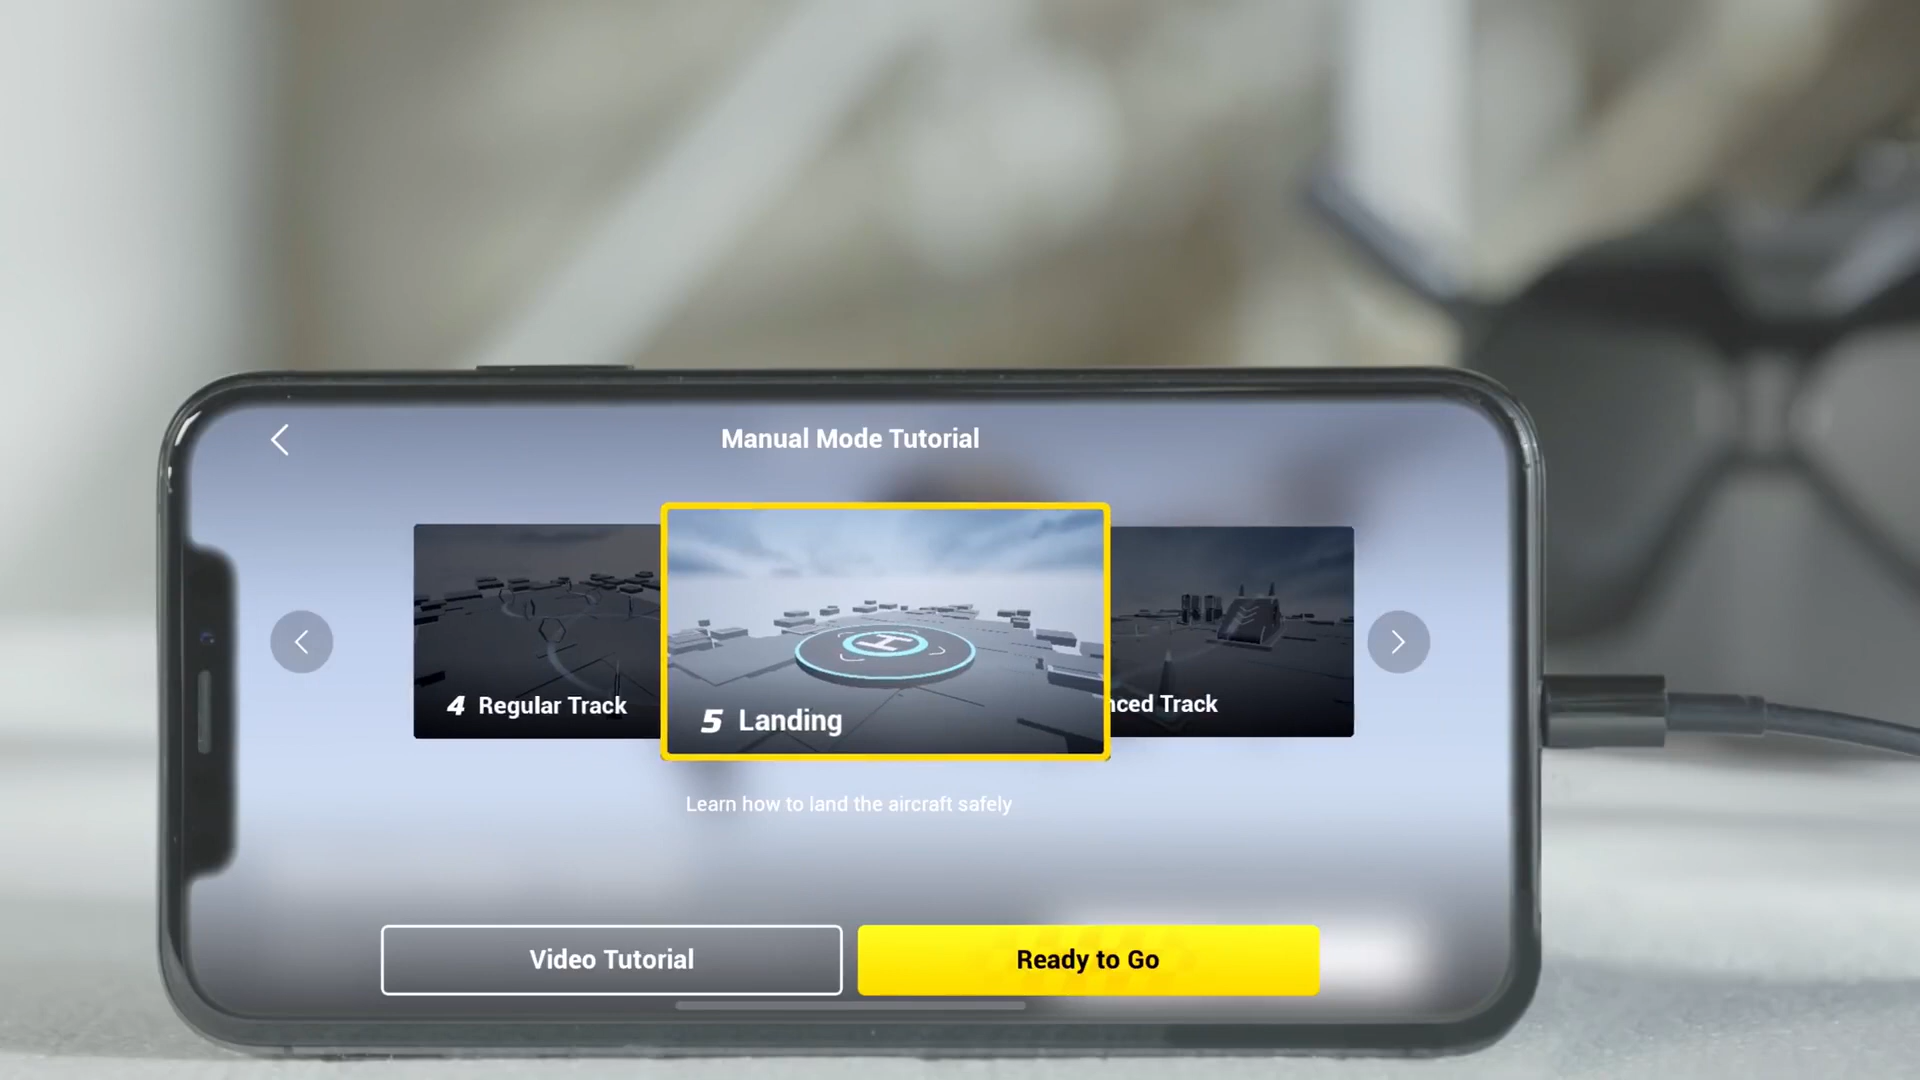 Manual Mode Tutorial
4 Regular Track
5 Landing
Track
Learn how to land the aircraft safely
Video Tutorial
Ready to Go